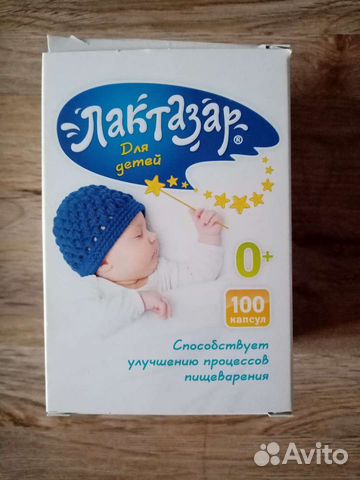 Лактазар®
Для
детей
0+
100
капсул
Способствует
улучшению процессов
пищеварения
Avito